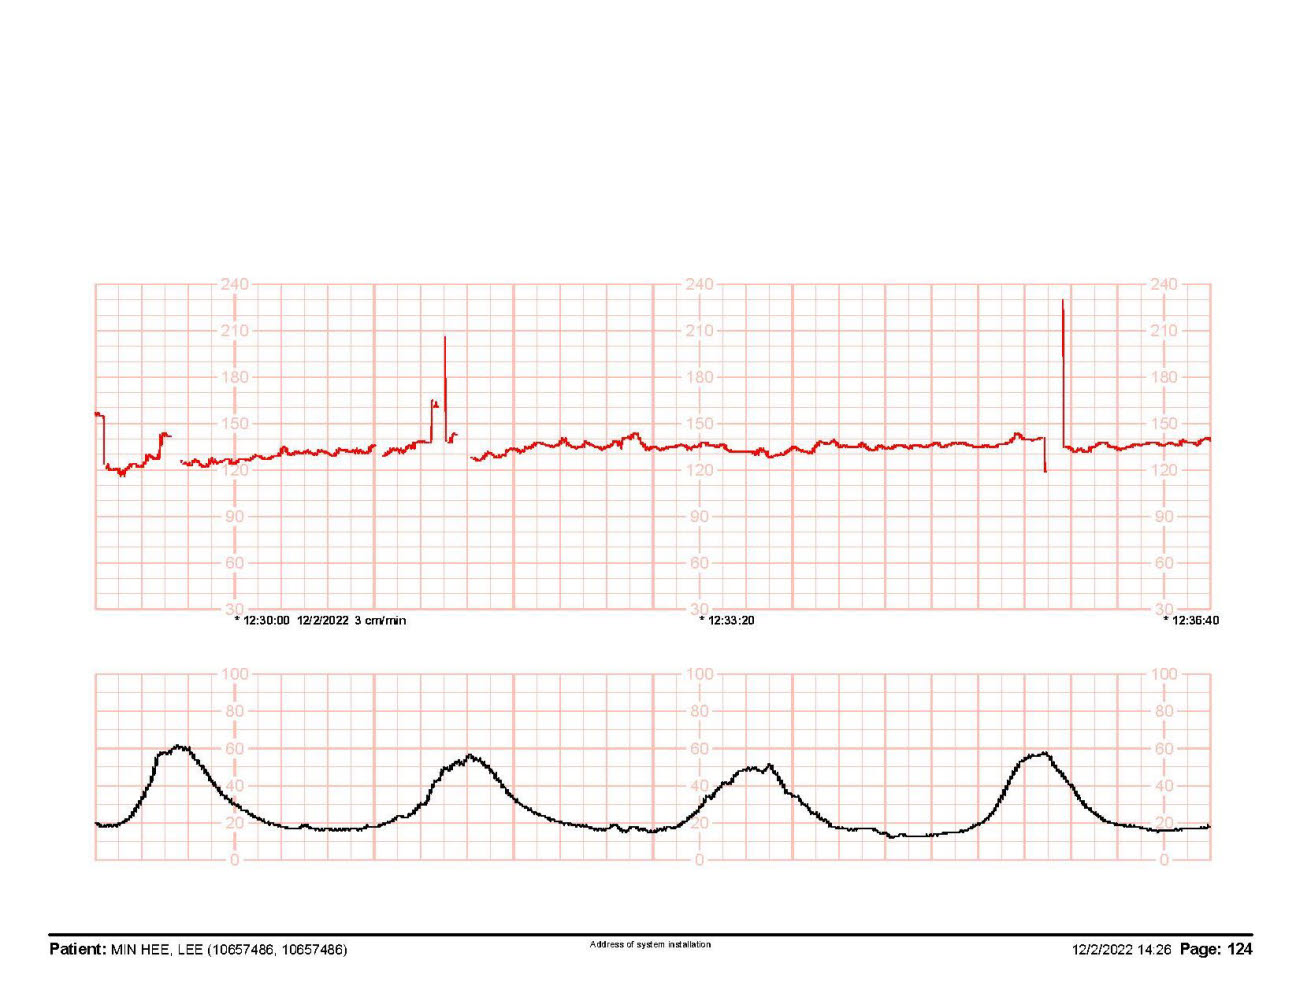 240 240 240
210 210 210
180 180 180
150 150 150
120 120 120
90 90 90
60 60 60
30 30 30
* 12:30:00 12/2/2022 3 cm/min * 12:33:20 * 12:36:40
100 100 100
80 80 80
60 60 60
40 40 40
20 20 20
0 0 0
Patient: MIN HEE, LEE (10657486, 10657486) Address of system installation 12/2/2022 14:26 Page: 124